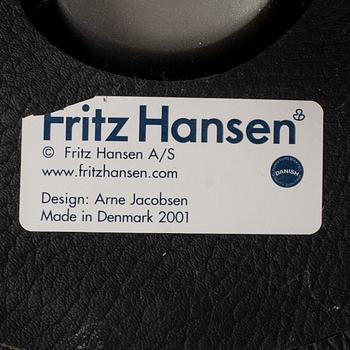 Fritz Hansen
© Fritz Hansen A/S
www.fritzhansen.com
DANISH
Design: Arne Jacobsen
Made in Denmark 2001